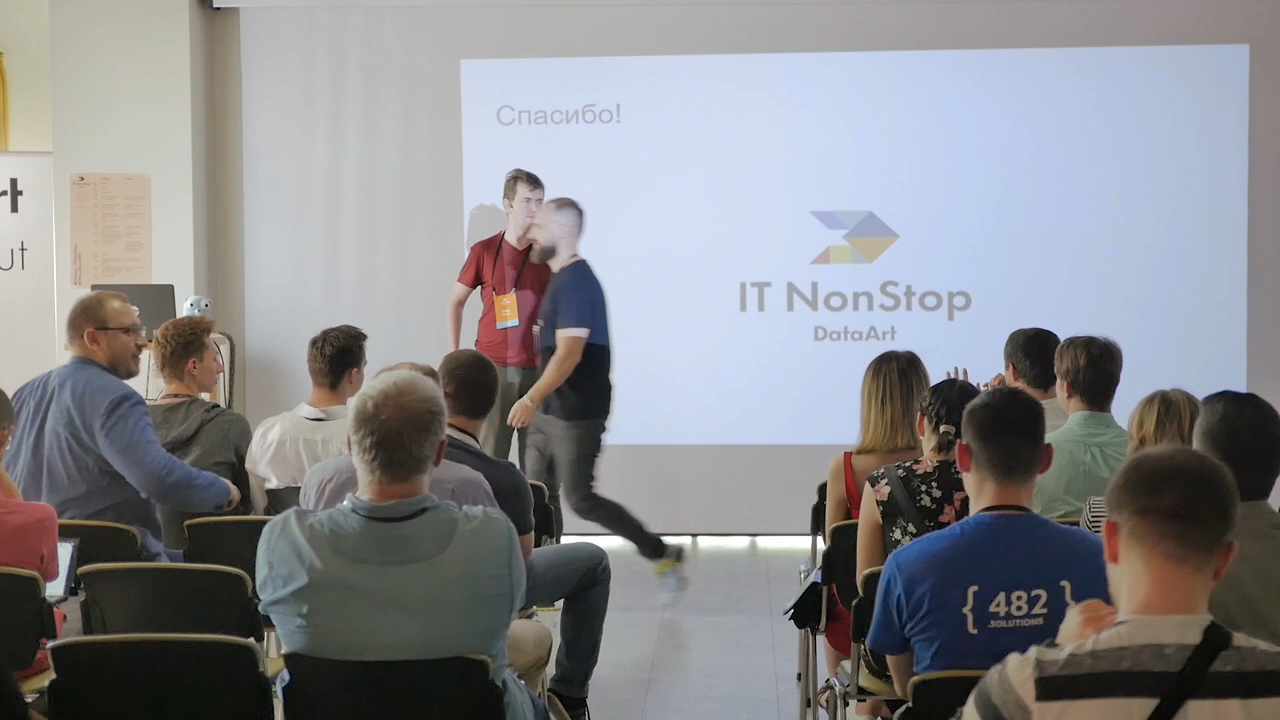 Спасибо!
IT NonStop
DataArt
rt
ut
{ 482 }
.SOLUTIONS